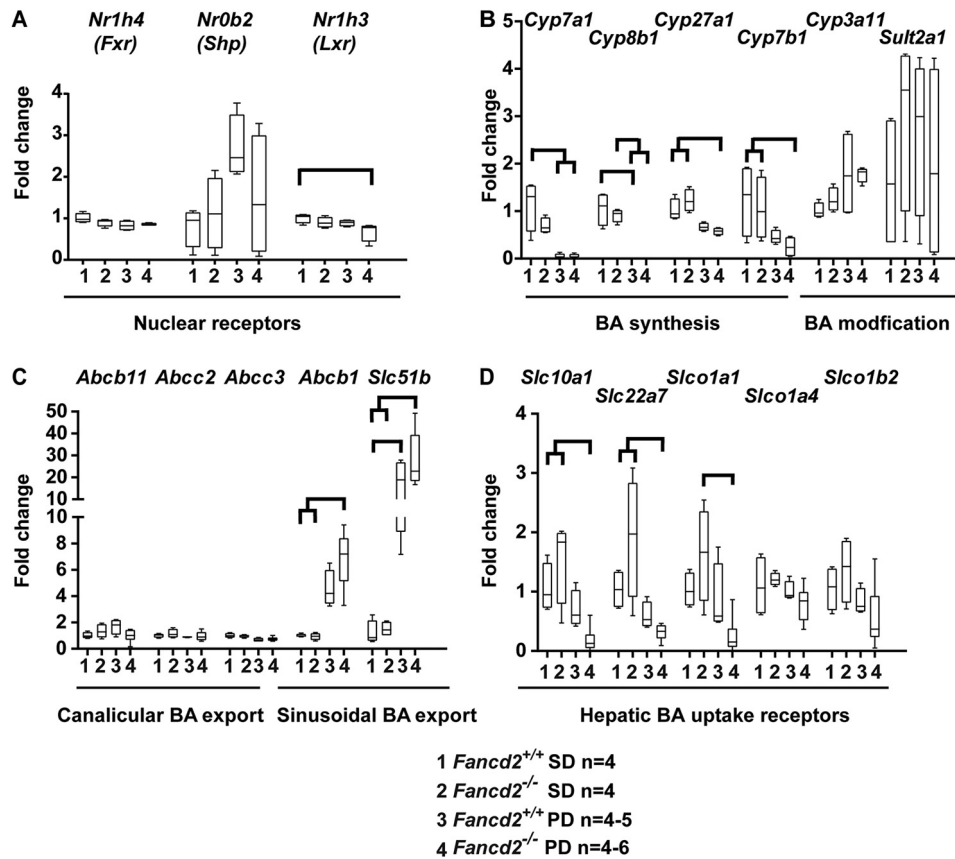 A
Nr1h4 Nr0b2 Nr1h3
(Fxr) (Shp) (Lxr)
Fold change
4
3
2
1
0
1 2 3 4 1 2 3 4 1 2 3 4
Nuclear receptors
B
Cyp7a1 Cyp27a1 Cyp3a11
Cyp8b1 Cyp7b1 Sult2a1
Fold change
5
4
3
2
1
0
1 2 3 4 1 2 3 4 1 2 3 4 1 2 3 4 1 2 3 4 1 2 3 4
BA synthesis BA modfication
C
Abcb11 Abcc2 Abcc3 Abcb1 Slc51b
Fold change
50
40
30
20
10
10
8
6
4
2
0
1 2 3 4 1 2 3 4 1 2 3 4 1 2 3 4 1 2 3 4
Canalicular BA export Sinusoidal BA export
D
Slc10a1 Slco1a1 Slco1b2
Slc22a7 Slco1a4
Fold change
4
3
2
1
0
1 2 3 4 1 2 3 4 1 2 3 4 1 2 3 4 1 2 3 4
Hepatic BA uptake receptors
1 Fancd2+/+ SD n=4
2 Fancd2-/- SD n=4
3 Fancd2+/+ PD n=4-5
4 Fancd2-/- PD n=4-6